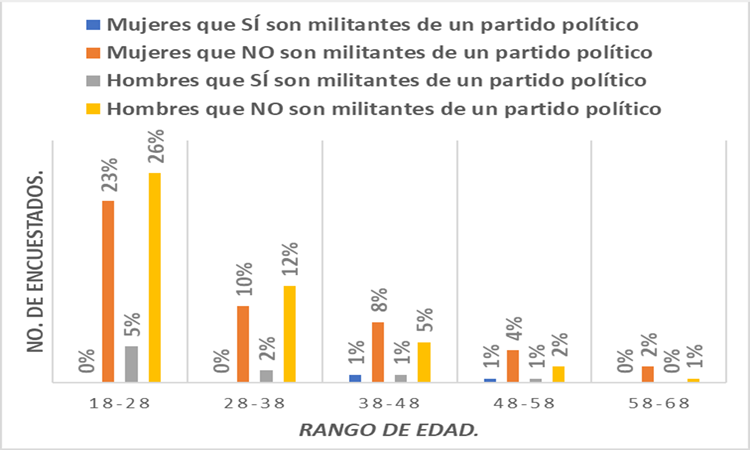 Mujeres que SÍ son militantes de un partido político
Mujeres que NO son militantes de un partido político
Hombres que SÍ son militantes de un partido político
Hombres que NO son militantes de un partido político
NO. DE ENCUESTADOS.
0% 23% 5% 26%
0% 10% 2% 12%
1% 8% 1% 5%
1% 4% 1% 2%
0% 2% 0% 1%
18-28 28-38 38-48 48-58 58-68
RANGO DE EDAD.